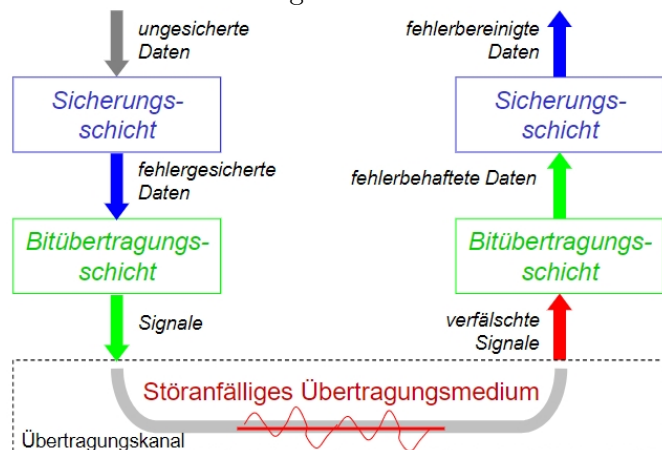 ungesicherte
Daten
fehlerbereinigte
Daten
Sicherungs-
schicht
Sicherungs-
schicht
fehlergesicherte
Daten
fehlerbehaftete Daten
Bitübertragungs-
schicht
Bitübertragungs-
schicht
Signale
verfälschte
Signale
Störanfälliges Übertragungsmedium
Übertragungskanal